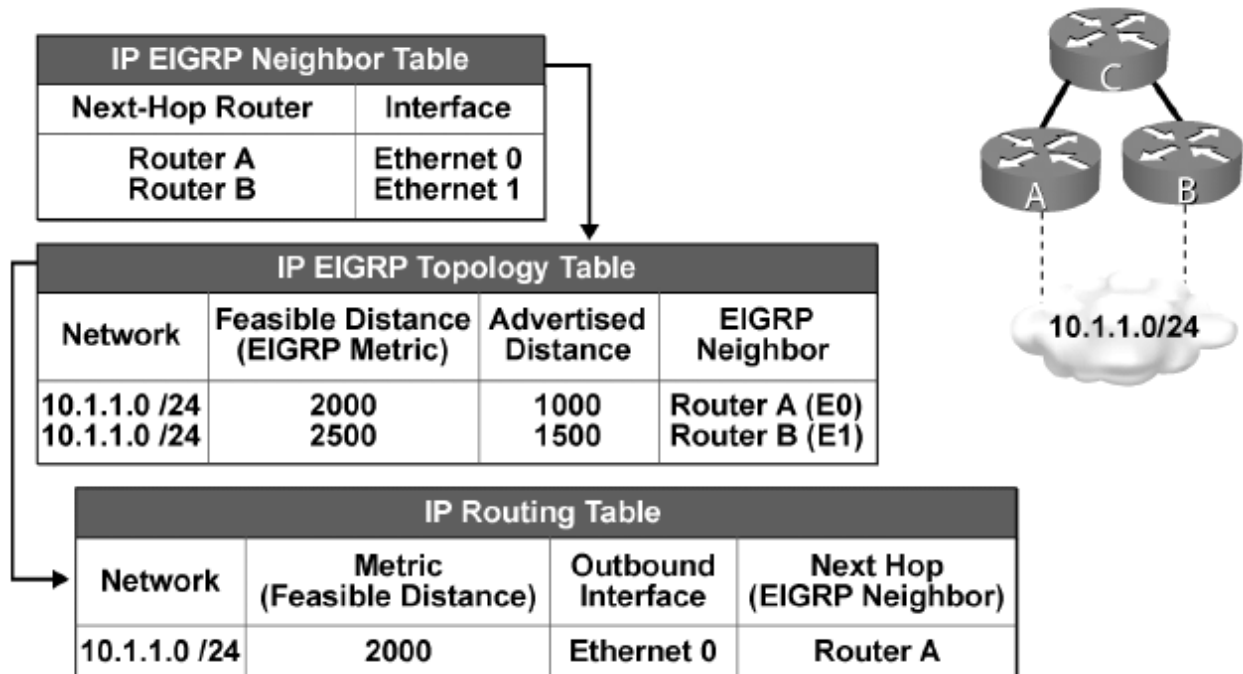 IP EIGRP Neighbor Table
Next-Hop Router Interface
Router A Ethernet 0
Router B Ethernet 1
IP EIGRP Topology Table
Network Feasible Distance (EIGRP Metric) Advertised Distance EIGRP Neighbor
10.1.1.0 /24 2000 1000 Router A (E0)
10.1.1.0 /24 2500 1500 Router B (E1)
IP Routing Table
Network Metric (Feasible Distance) Outbound Interface Next Hop (EIGRP Neighbor)
10.1.1.0 /24 2000 Ethernet 0 Router A
C
A B
10.1.1.0/24